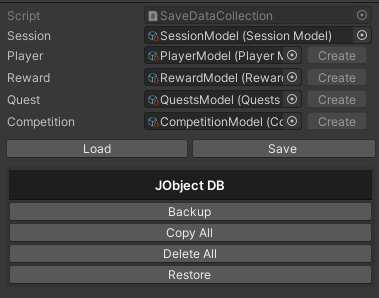 Script SaveDataCollection
Session SessionModel (Session Model)
Player PlayerModel (Player M Create
Reward RewardModel (Rewar Create
Quest QuestsModel (Quests Create
Competition CompetitionModel (Co Create
Load Save
JObject DB
Backup
Copy All
Delete All
Restore